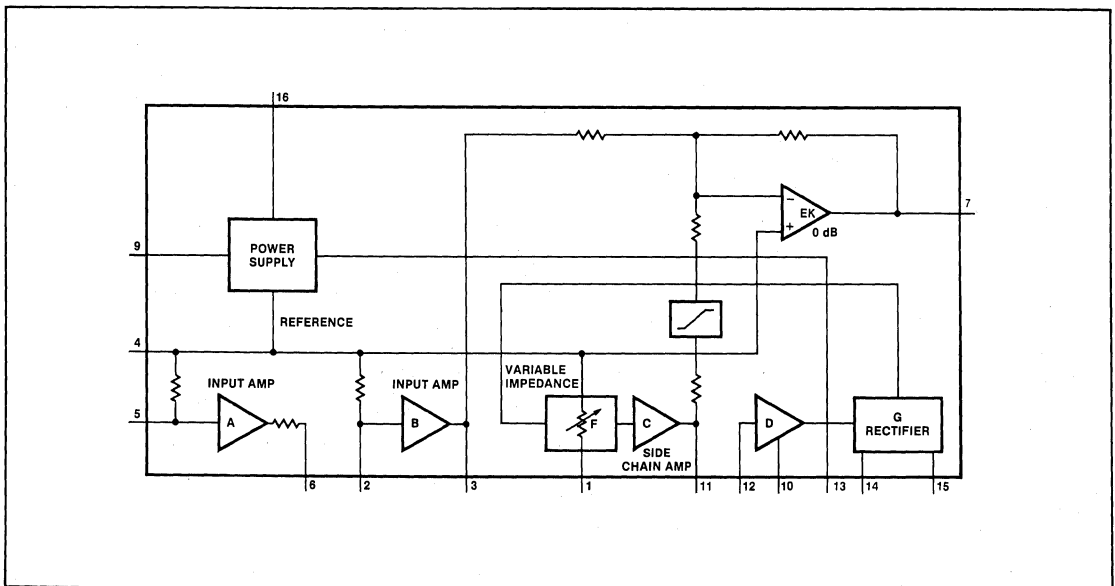 16
7
−
EK
+
0 dB
9
POWER
SUPPLY
REFERENCE
4
VARIABLE
IMPEDANCE
INPUT AMP
INPUT AMP
5
A
B
F
C
D
G
RECTIFIER
SIDE
CHAIN AMP
6
2
3
1
11
12
10
13
14
15